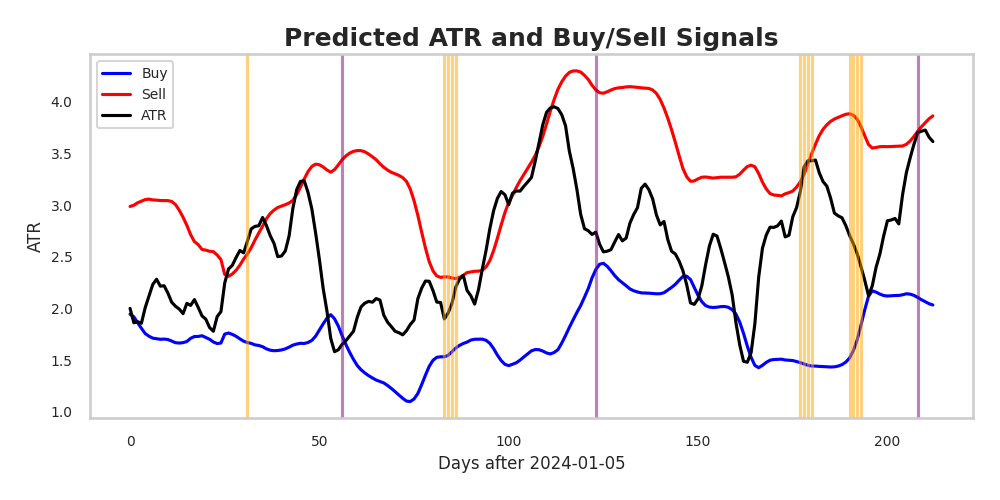 Predicted ATR and Buy/Sell Signals
Buy
Sell
ATR
ATR
4.0
3.5
3.0
2.5
2.0
1.5
1.0
0
50
100
150
200
Days after 2024-01-05